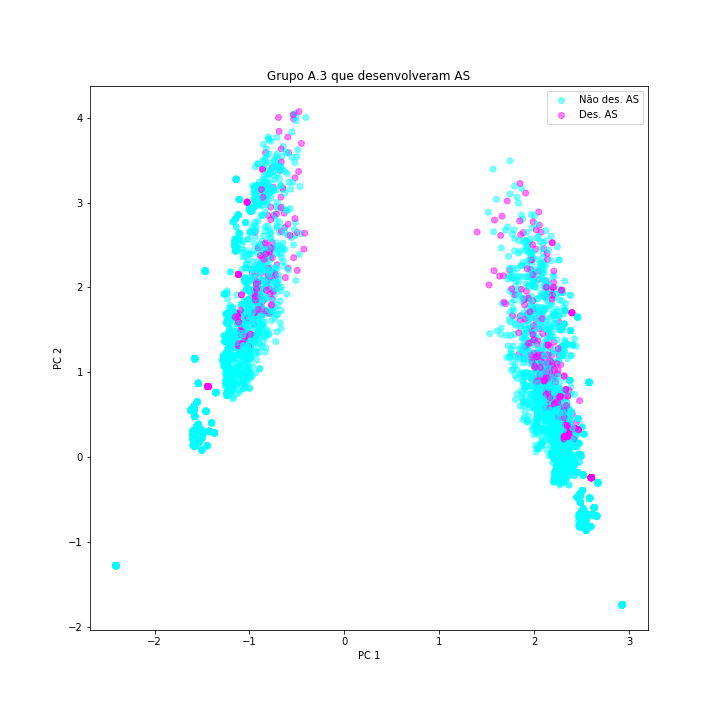 Grupo A.3 que desenvolveram AS
Não des. AS
Des. AS
4
3
2
1
0
−1
−2
PC 2
−2
−1
0
1
2
3
PC 1